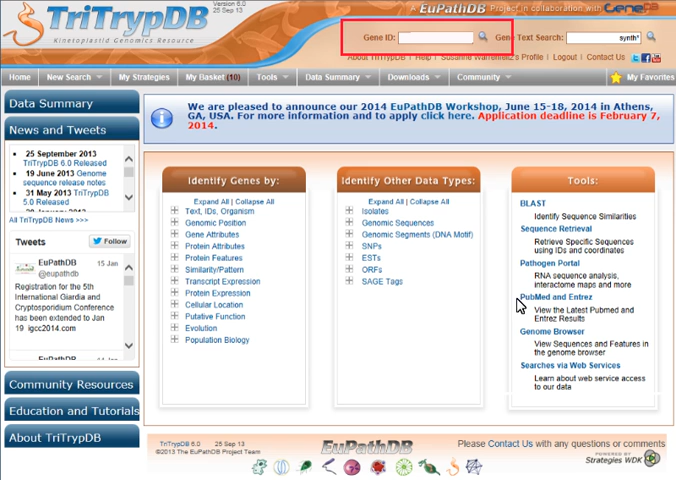 TriTrypDB
Version 6.0
25 Sep 13
Kinetoplastid Genomics Resource
A EuPathDB Project in collaboration with GeneDB
Gene ID:
Gene Text Search: synth*
About TriTrypDB | Help | Susanne Warrenfeltz's Profile | Logout | Contact Us
Home New Search My Strategies My Basket (10) Tools Data Summary Downloads Community My Favorites
Data Summary
News and Tweets
25 September 2013
TriTrypDB 6.0 Released
19 June 2013 Genome
sequence release notes
31 May 2013 TriTrypDB
5.0 Released
All TriTrypDB News >>>
Tweets
Follow
EuPathDB 15 Jan
@eupathdb
Registration for the 5th
International Giardia and
Cryptosporidium Conference
has been extended to Jan
19 igcc2014.com
Community Resources
Education and Tutorials
About TriTrypDB
We are pleased to announce our 2014 EuPathDB Workshop, June 15-18, 2014 in Athens,
GA, USA. For more information and to apply click here. Application deadline is February 7,
2014.
Identify Genes by:
Expand All | Collapse All
Text, IDs, Organism
Genomic Position
Gene Attributes
Protein Attributes
Protein Features
Similarity/Pattern
Transcript Expression
Protein Expression
Cellular Location
Putative Function
Evolution
Population Biology
Identify Other Data Types:
Expand All | Collapse All
Isolates
Genomic Sequences
Genomic Segments (DNA Motif)
SNPs
ESTs
ORFs
SAGE Tags
Tools:
BLAST
Identify Sequence Similarities
Sequence Retrieval
Retrieve Specific Sequences
using IDs and coordinates
Pathogen Portal
RNA sequence analysis,
interactome maps and more
PubMed and Entrez
View the Latest Pubmed and
Entrez Results
Genome Browser
View Sequences and Features in
the genome browser
Searches via Web Services
Learn about web service access
to our data
TriTrypDB 6.0 25 Sep 13
©2013 The EuPathDB Project Team
EuPathDB
Please Contact Us with any questions or comments
POWERED BY
Strategies WDK